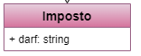 Imposto
+ darf: string